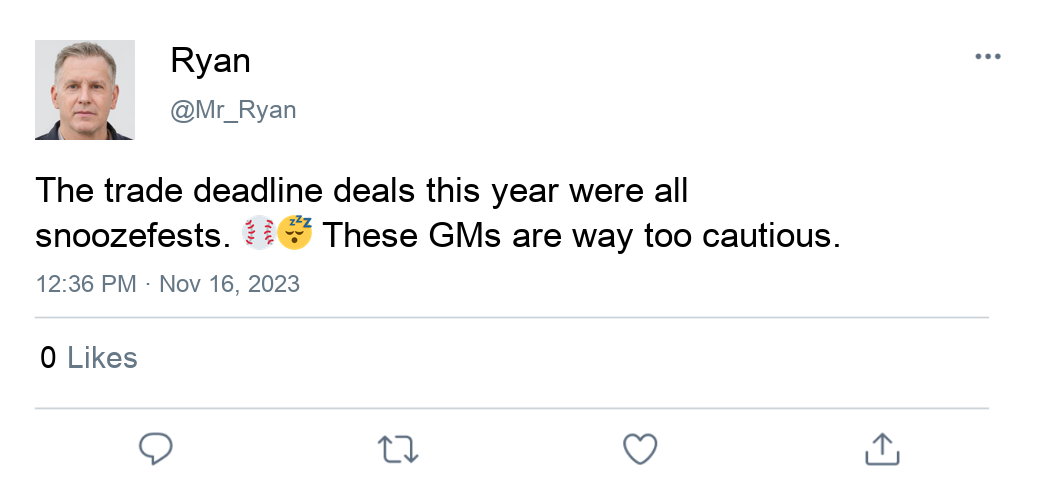 Ryan
@Mr_Ryan
The trade deadline deals this year were all
snoozefests. ⚾😴 These GMs are way too cautious.
12:36 PM · Nov 16, 2023
0 Likes